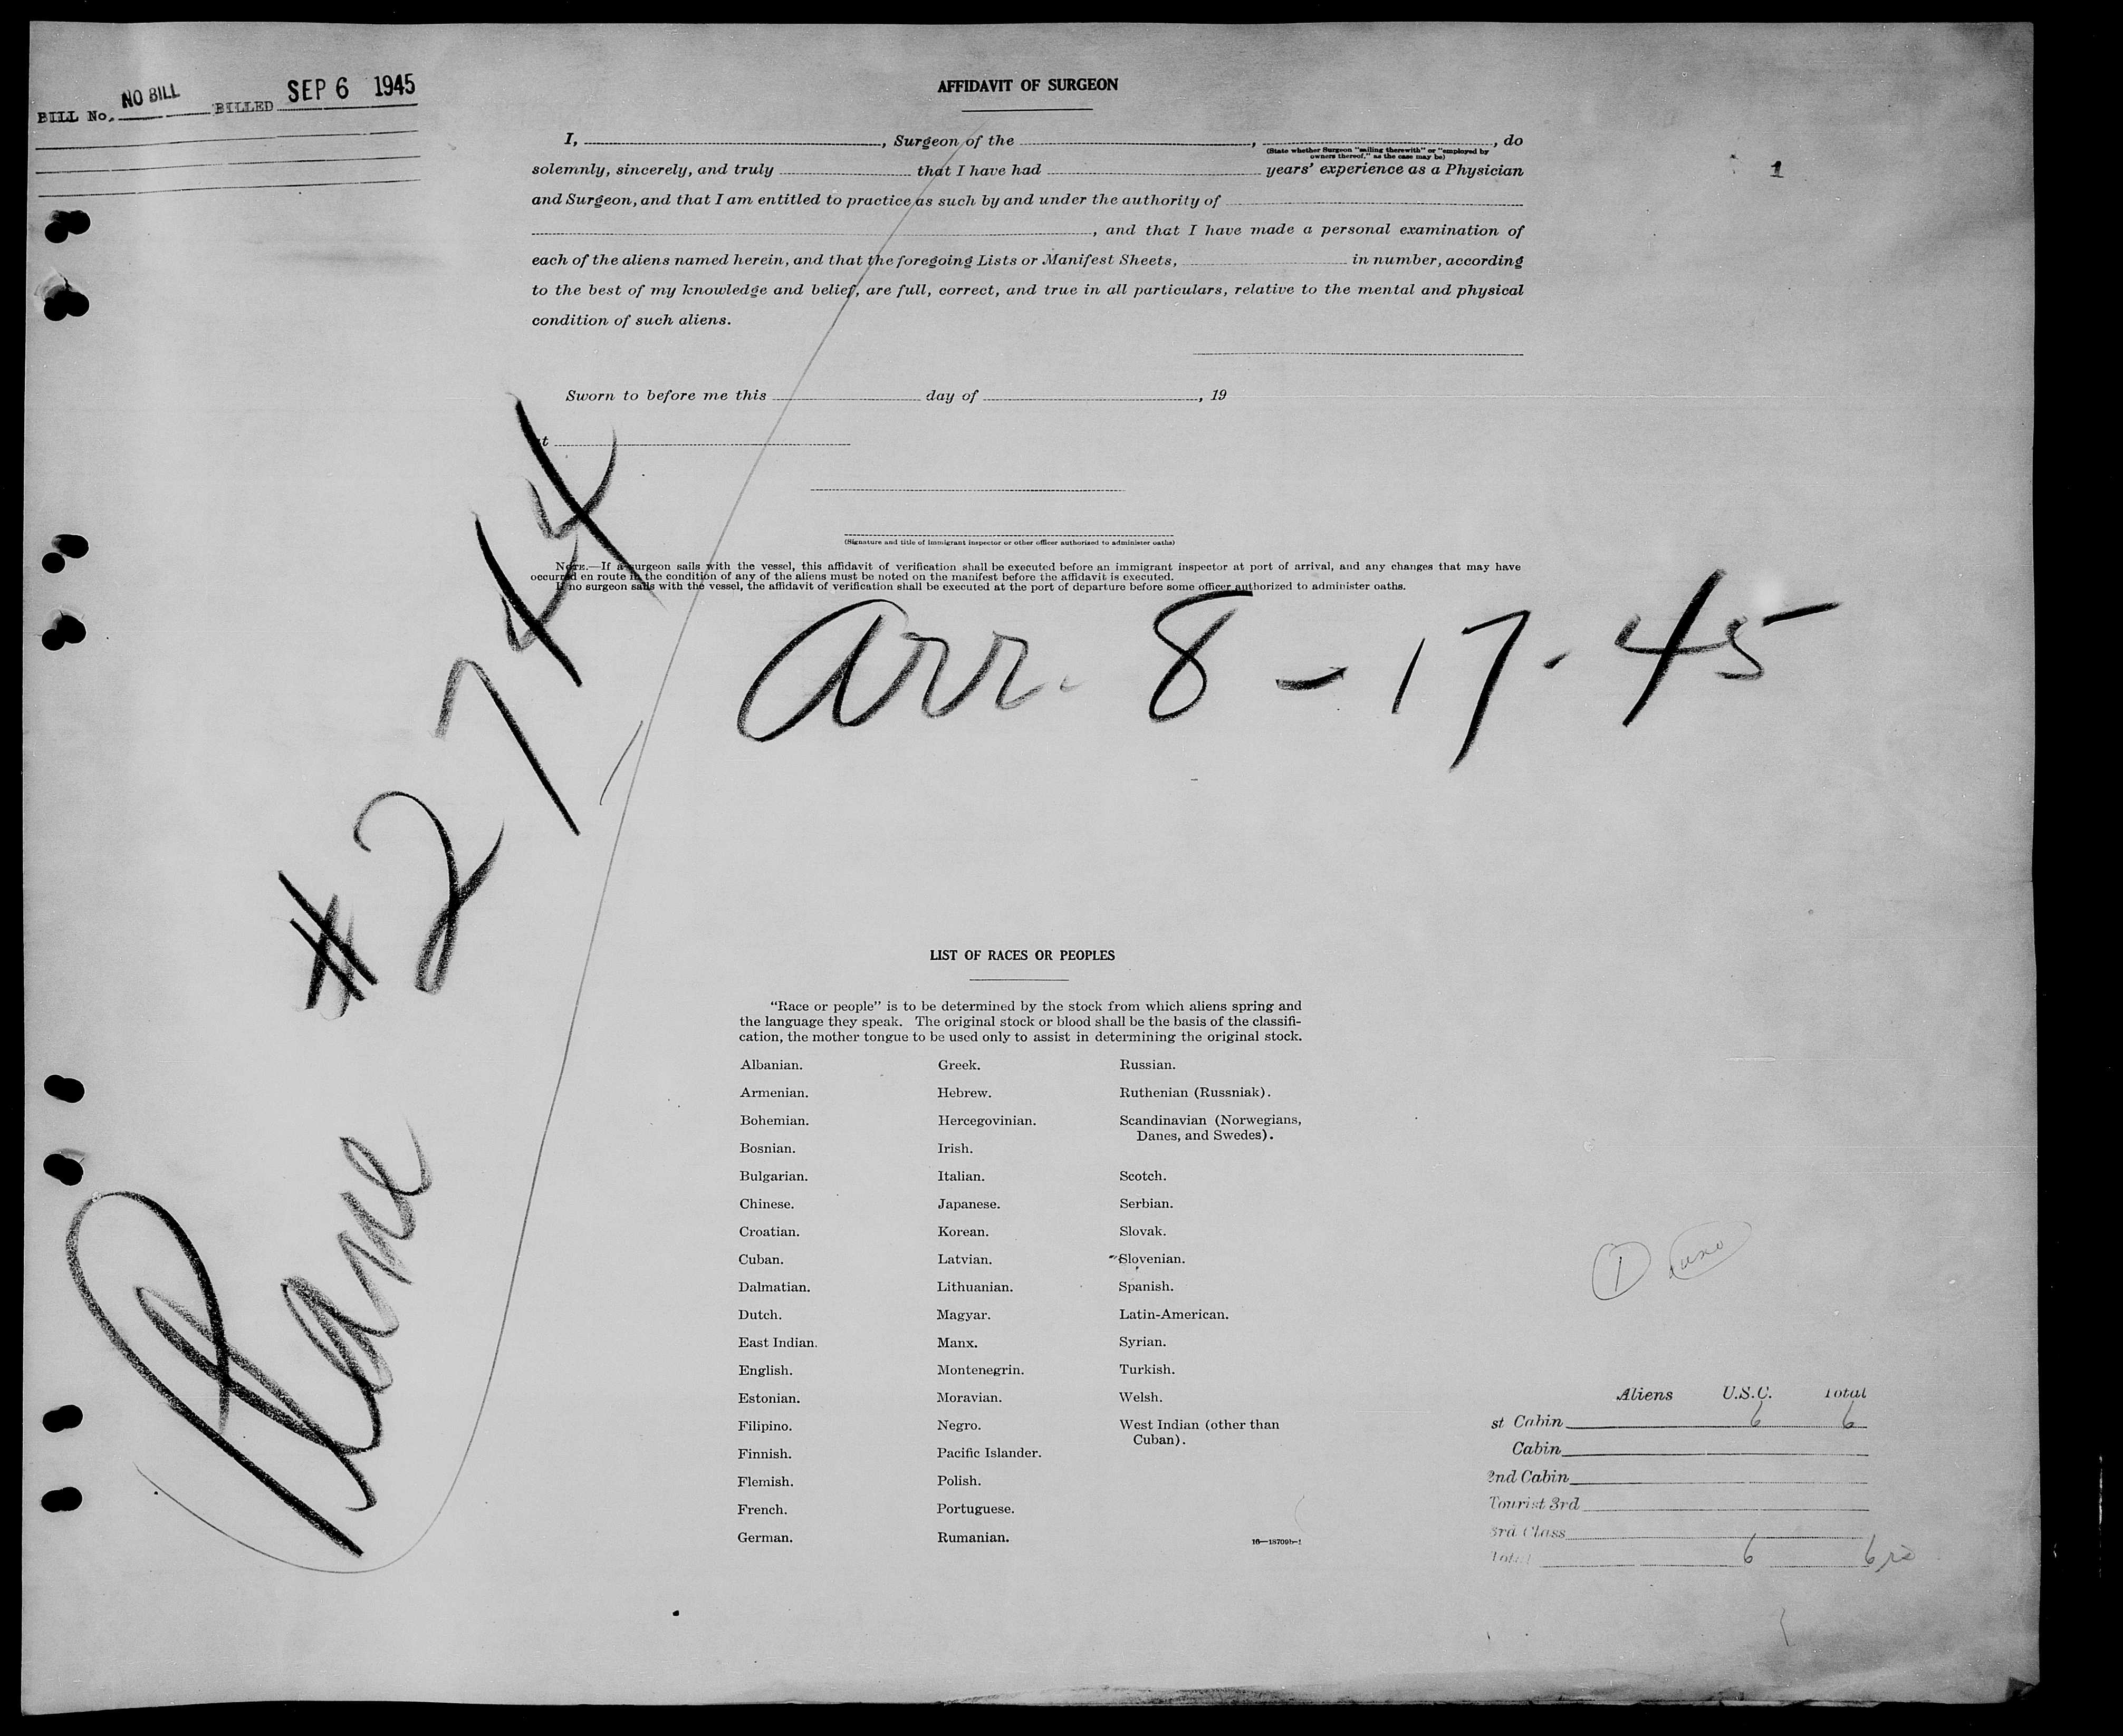 BILL No. NO BILL BILLED SEP 6 1945
AFFIDAVIT OF SURGEON
I, , Surgeon of the , , do
(State whether Surgeon "sailing therewith" or "employed by
owners thereof," as the case may be)
solemnly, sincerely, and truly that I have had years' experience as a Physician
1
and Surgeon, and that I am entitled to practice as such by and under the authority of
, and that I have made a personal examination of
each of the aliens named herein, and that the foregoing Lists or Manifest Sheets, in number, according
to the best of my knowledge and belief, are full, correct, and true in all particulars, relative to the mental and physical
condition of such aliens.
Sworn to before me this day of , 19
at
(Signature and title of immigrant inspector or other officer authorized to administer oaths)
NOTE.—If a surgeon sails with the vessel, this affidavit of verification shall be executed before an immigrant inspector at port of arrival, and any changes that may have
occurred en route in the condition of any of the aliens must be noted on the manifest before the affidavit is executed.
If no surgeon sails with the vessel, the affidavit of verification shall be executed at the port of departure before some officer authorized to administer oaths.
Arr. 8-17-45
Plane #2744
LIST OF RACES OR PEOPLES
"Race or people" is to be determined by the stock from which aliens spring and
the language they speak. The original stock or blood shall be the basis of the classifi-
cation, the mother tongue to be used only to assist in determining the original stock.
Albanian. Greek. Russian.
Armenian. Hebrew. Ruthenian (Russniak).
Bohemian. Hercegovinian. Scandinavian (Norwegians,
Danes, and Swedes).
Bosnian. Irish.
Bulgarian. Italian. Scotch.
Chinese. Japanese. Serbian.
Croatian. Korean. Slovak.
Cuban. Latvian. Slovenian.
Dalmatian. Lithuanian. Spanish.
Dutch. Magyar. Latin-American.
East Indian. Manx. Syrian.
English. Montenegrin. Turkish.
Estonian. Moravian. Welsh.
Filipino. Negro. West Indian (other than
Cuban).
Finnish. Pacific Islander.
Flemish. Polish.
French. Portuguese.
German. Rumanian.
16—18709b-1
1
Aliens U.S.C. Total
st Cabin 6 6
Cabin
2nd Cabin
Tourist 3rd
3rd Class
Total 6 6